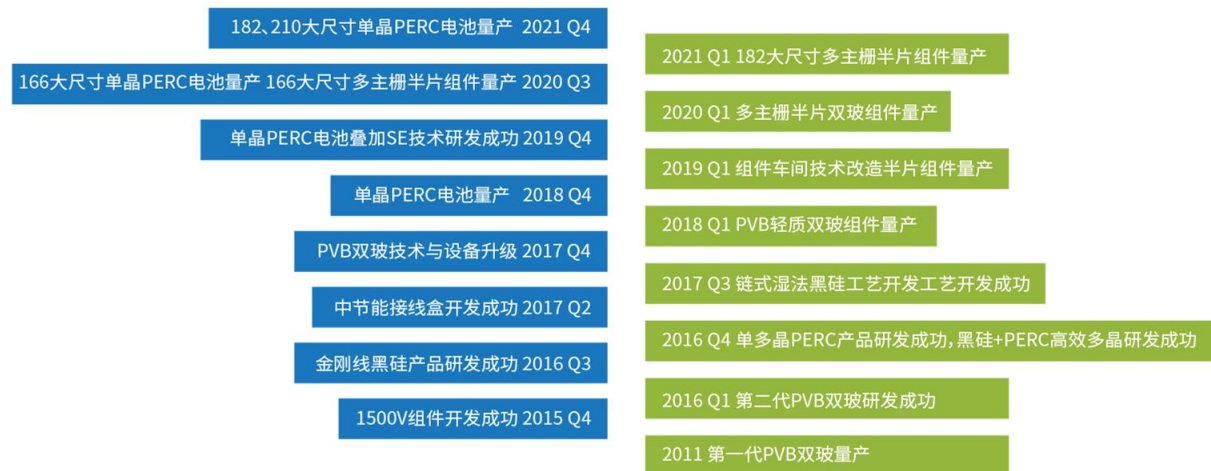 182、210大尺寸单晶PERC电池量产 2021 Q4
2021 Q1 182大尺寸多主栅半片组件量产
166大尺寸单晶PERC电池量产 166大尺寸多主栅半片组件量产 2020 Q3
2020 Q1 多主栅半片双玻组件量产
单晶PERC电池叠加SE技术研发成功 2019 Q4
2019 Q1 组件车间技术改造半片组件量产
单晶PERC电池量产 2018 Q4
2018 Q1 PVB轻质双玻组件量产
PVB双玻技术与设备升级 2017 Q4
2017 Q3 链式湿法黑硅工艺开发工艺开发成功
中节能接线盒开发成功 2017 Q2
2016 Q4 单多晶PERC产品研发成功，黑硅+PERC高效多晶研发成功
金刚线黑硅产品研发成功 2016 Q3
2016 Q1 第二代PVB双玻研发成功
1500V组件开发成功 2015 Q4
2011 第一代PVB双玻量产